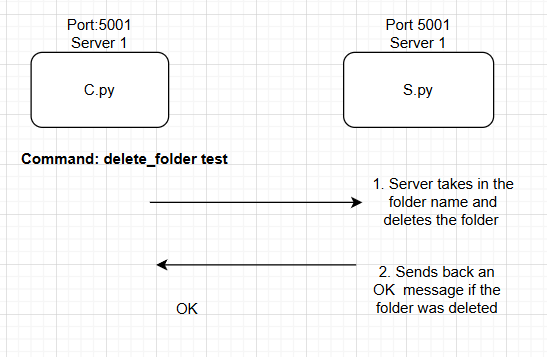 Port:5001
Server 1
Port 5001
Server 1
C.py
S.py
Command: delete_folder test
1. Server takes in the
folder name and
deletes the folder
2. Sends back an
OK message if the
folder was deleted
OK